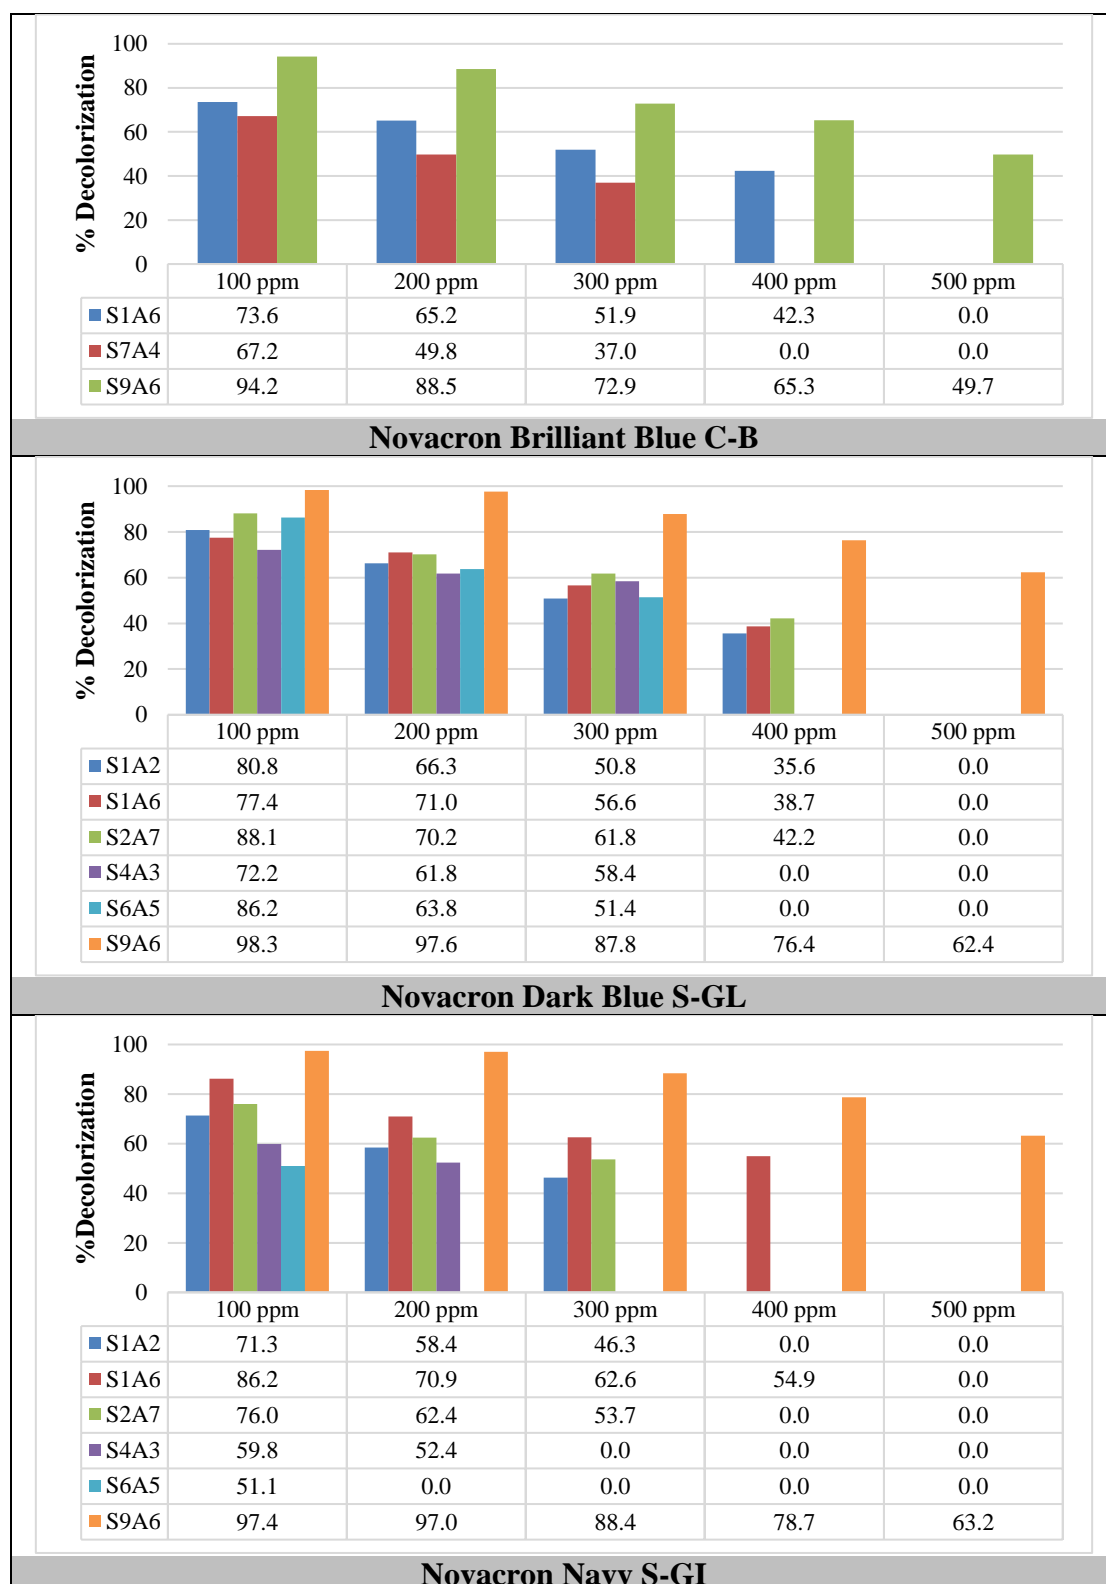 100
80
60
40
20
0
% Decolorization
100 ppm 200 ppm 300 ppm 400 ppm 500 ppm
S1A6 73.6 65.2 51.9 42.3 0.0
S7A4 67.2 49.8 37.0 0.0 0.0
S9A6 94.2 88.5 72.9 65.3 49.7
Novacron Brilliant Blue C-B
100
80
60
40
20
0
% Decolorization
100 ppm 200 ppm 300 ppm 400 ppm 500 ppm
S1A2 80.8 66.3 50.8 35.6 0.0
S1A6 77.4 71.0 56.6 38.7 0.0
S2A7 88.1 70.2 61.8 42.2 0.0
S4A3 72.2 61.8 58.4 0.0 0.0
S6A5 86.2 63.8 51.4 0.0 0.0
S9A6 98.3 97.6 87.8 76.4 62.4
Novacron Dark Blue S-GL
100
80
60
40
20
0
%Decolorization
100 ppm 200 ppm 300 ppm 400 ppm 500 ppm
S1A2 71.3 58.4 46.3 0.0 0.0
S1A6 86.2 70.9 62.6 54.9 0.0
S2A7 76.0 62.4 53.7 0.0 0.0
S4A3 59.8 52.4 0.0 0.0 0.0
S6A5 51.1 0.0 0.0 0.0 0.0
S9A6 97.4 97.0 88.4 78.7 63.2
Novacron Navy